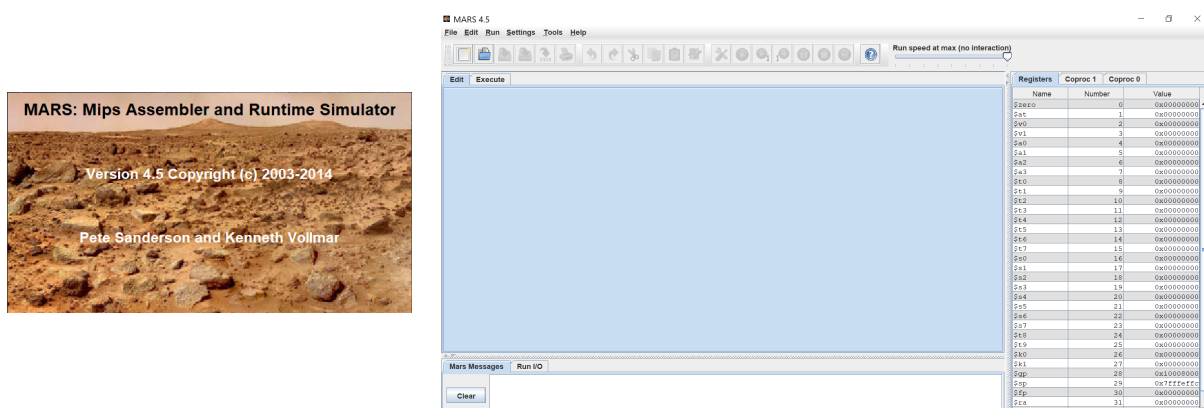 MARS: Mips Assembler and Runtime Simulator
Version 4.5 Copyright (c) 2003-2014
Pete Sanderson and Kenneth Vollmar
MARS 4.5
File Edit Run Settings Tools Help
Run speed at max (no interaction)
Edit Execute
Registers Coproc 1 Coproc 0
Name Number Value
$zero 0 0x00000000
$at 1 0x00000000
$v0 2 0x00000000
$v1 3 0x00000000
$a0 4 0x00000000
$a1 5 0x00000000
$a2 6 0x00000000
$a3 7 0x00000000
$t0 8 0x00000000
$t1 9 0x00000000
$t2 10 0x00000000
$t3 11 0x00000000
$t4 12 0x00000000
$t5 13 0x00000000
$t6 14 0x00000000
$t7 15 0x00000000
$s0 16 0x00000000
$s1 17 0x00000000
$s2 18 0x00000000
$s3 19 0x00000000
$s4 20 0x00000000
$s5 21 0x00000000
$s6 22 0x00000000
$s7 23 0x00000000
$t8 24 0x00000000
$t9 25 0x00000000
$k0 26 0x00000000
$k1 27 0x00000000
$gp 28 0x10008000
$sp 29 0x7fffeffc
$fp 30 0x00000000
$ra 31 0x00000000
Mars Messages Run I/O
Clear